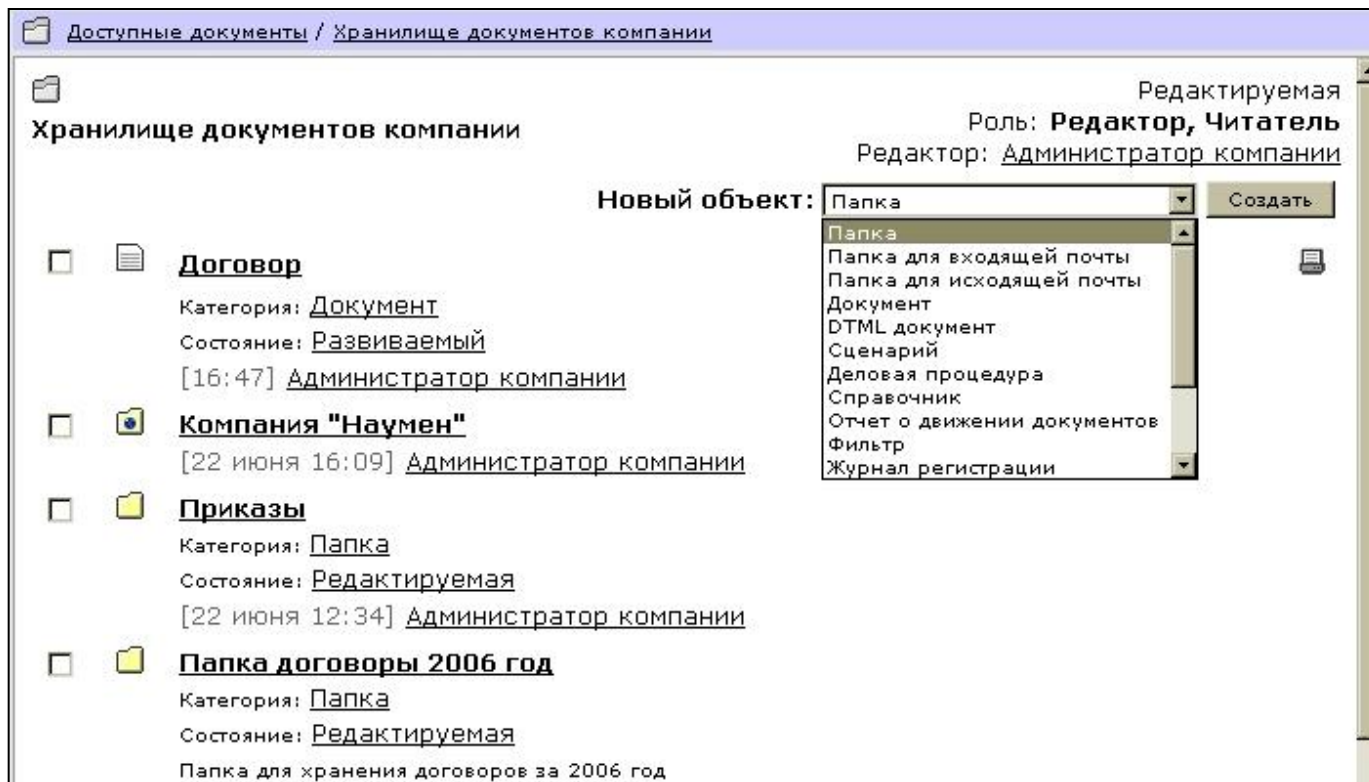 Доступные документы / Хранилище документов компании
Редактируемая
Хранилище документов компании
Роль: Редактор, Читатель
Редактор: Администратор компании
Новый объект: Папка Создать
Папка
Папка для входящей почты
Папка для исходящей почты
Документ
DTML документ
Сценарий
Деловая процедура
Справочник
Отчет о движении документов
Фильтр
Журнал регистрации
Договор
Категория: Документ
Состояние: Развиваемый
[16:47] Администратор компании
Компания "Наумен"
[22 июня 16:09] Администратор компании
Приказы
Категория: Папка
Состояние: Редактируемая
[22 июня 12:34] Администратор компании
Папка договоры 2006 год
Категория: Папка
Состояние: Редактируемая
Папка для хранения договоров за 2006 год